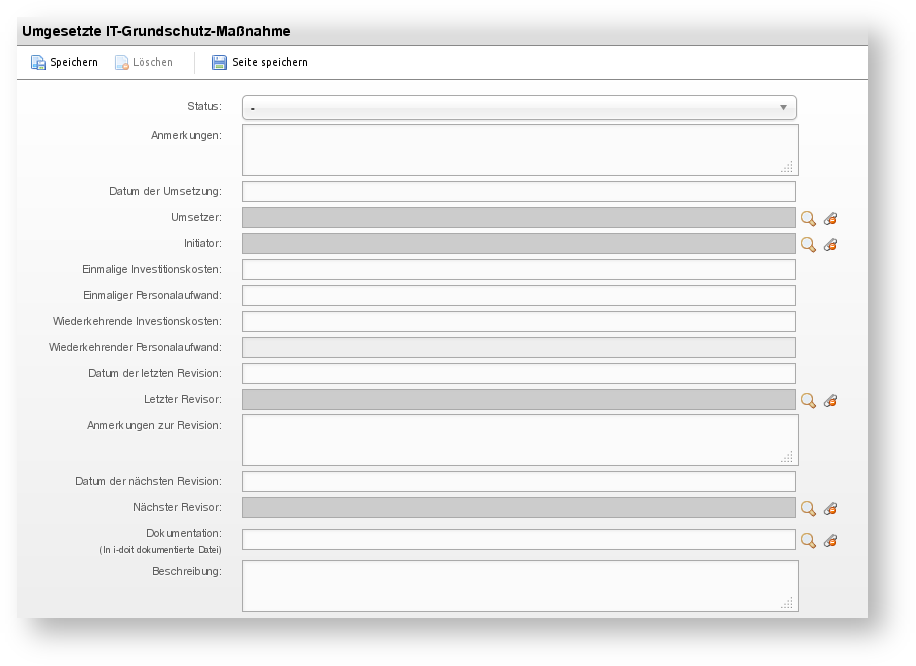 Umgesetzte IT-Grundschutz-Maßnahme
Speichern Löschen Seite speichern
Status: -
Anmerkungen:
Datum der Umsetzung:
Umsetzer:
Initiator:
Einmalige Investitionskosten:
Einmaliger Personalaufwand:
Wiederkehrende Investionskosten:
Wiederkehrender Personalaufwand:
Datum der letzten Revision:
Letzter Revisor:
Anmerkungen zur Revision:
Datum der nächsten Revision:
Nächster Revisor:
Dokumentation:
(In i-doit dokumentierte Datei)
Beschreibung: